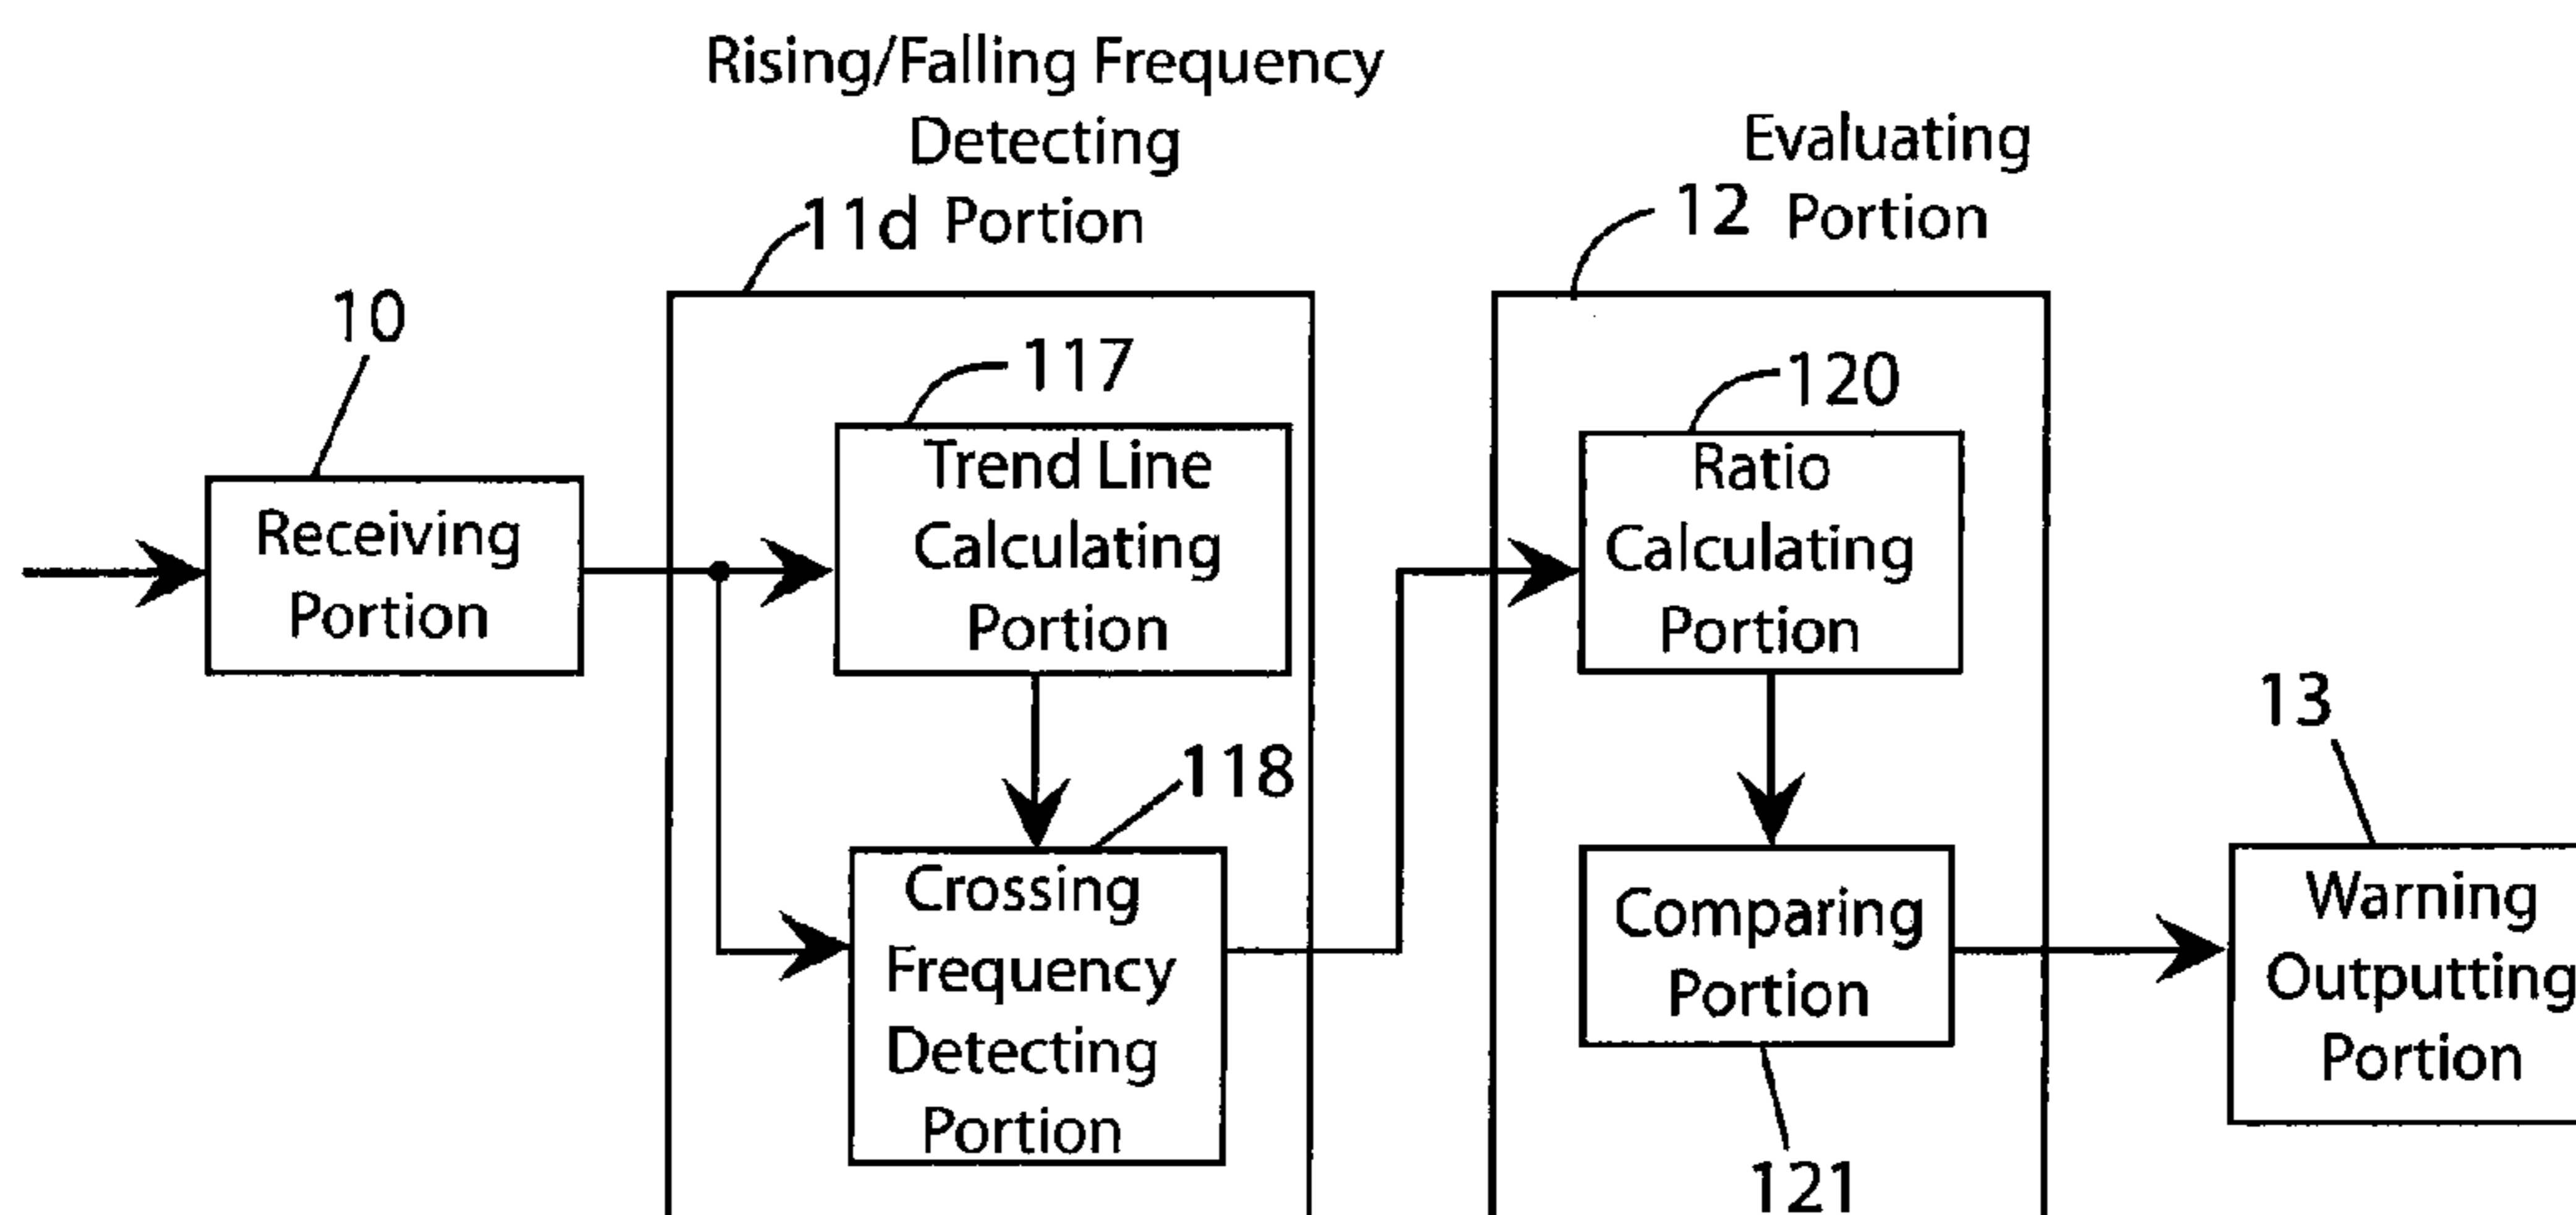 Rising/Falling Frequency
Detecting
11d Portion
Evaluating
12 Portion
10
Receiving
Portion
117
Trend Line
Calculating
Portion
118
Crossing
Frequency
Detecting
Portion
120
Ratio
Calculating
Portion
Comparing
Portion
121
13
Warning
Outputting
Portion